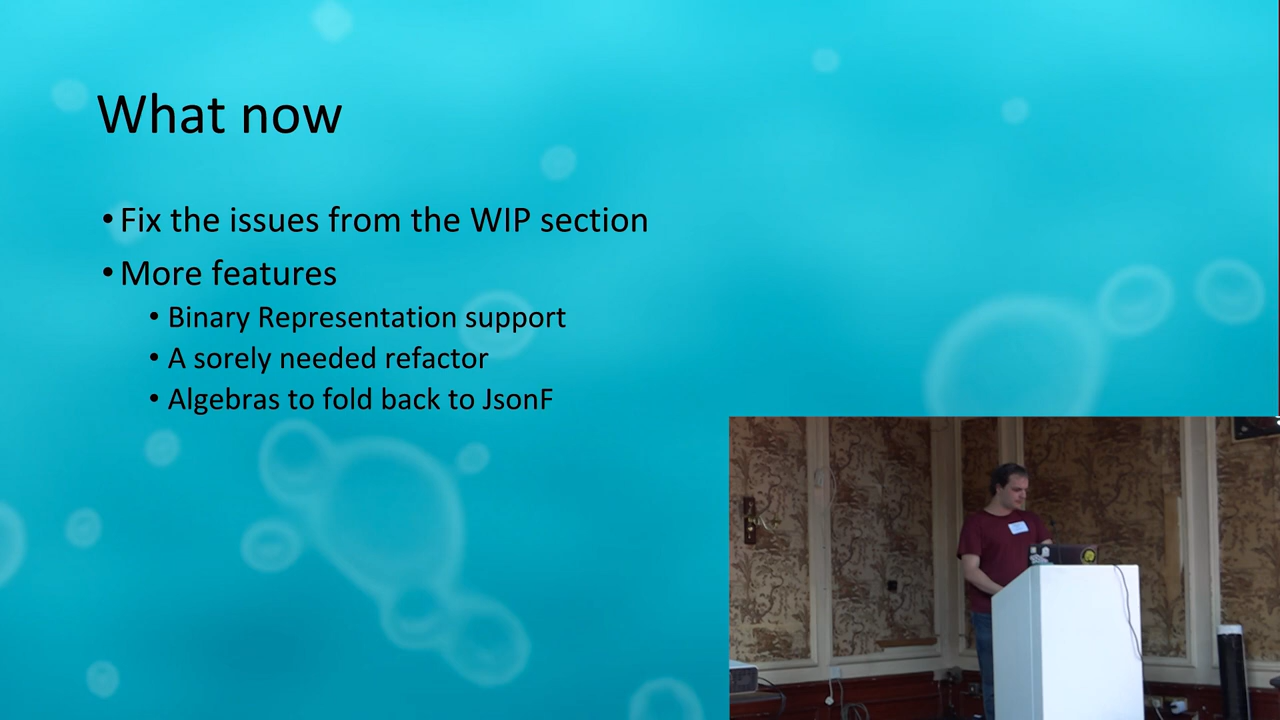 What now
• Fix the issues from the WIP section
• More features
• Binary Representation support
• A sorely needed refactor
• Algebras to fold back to JsonF